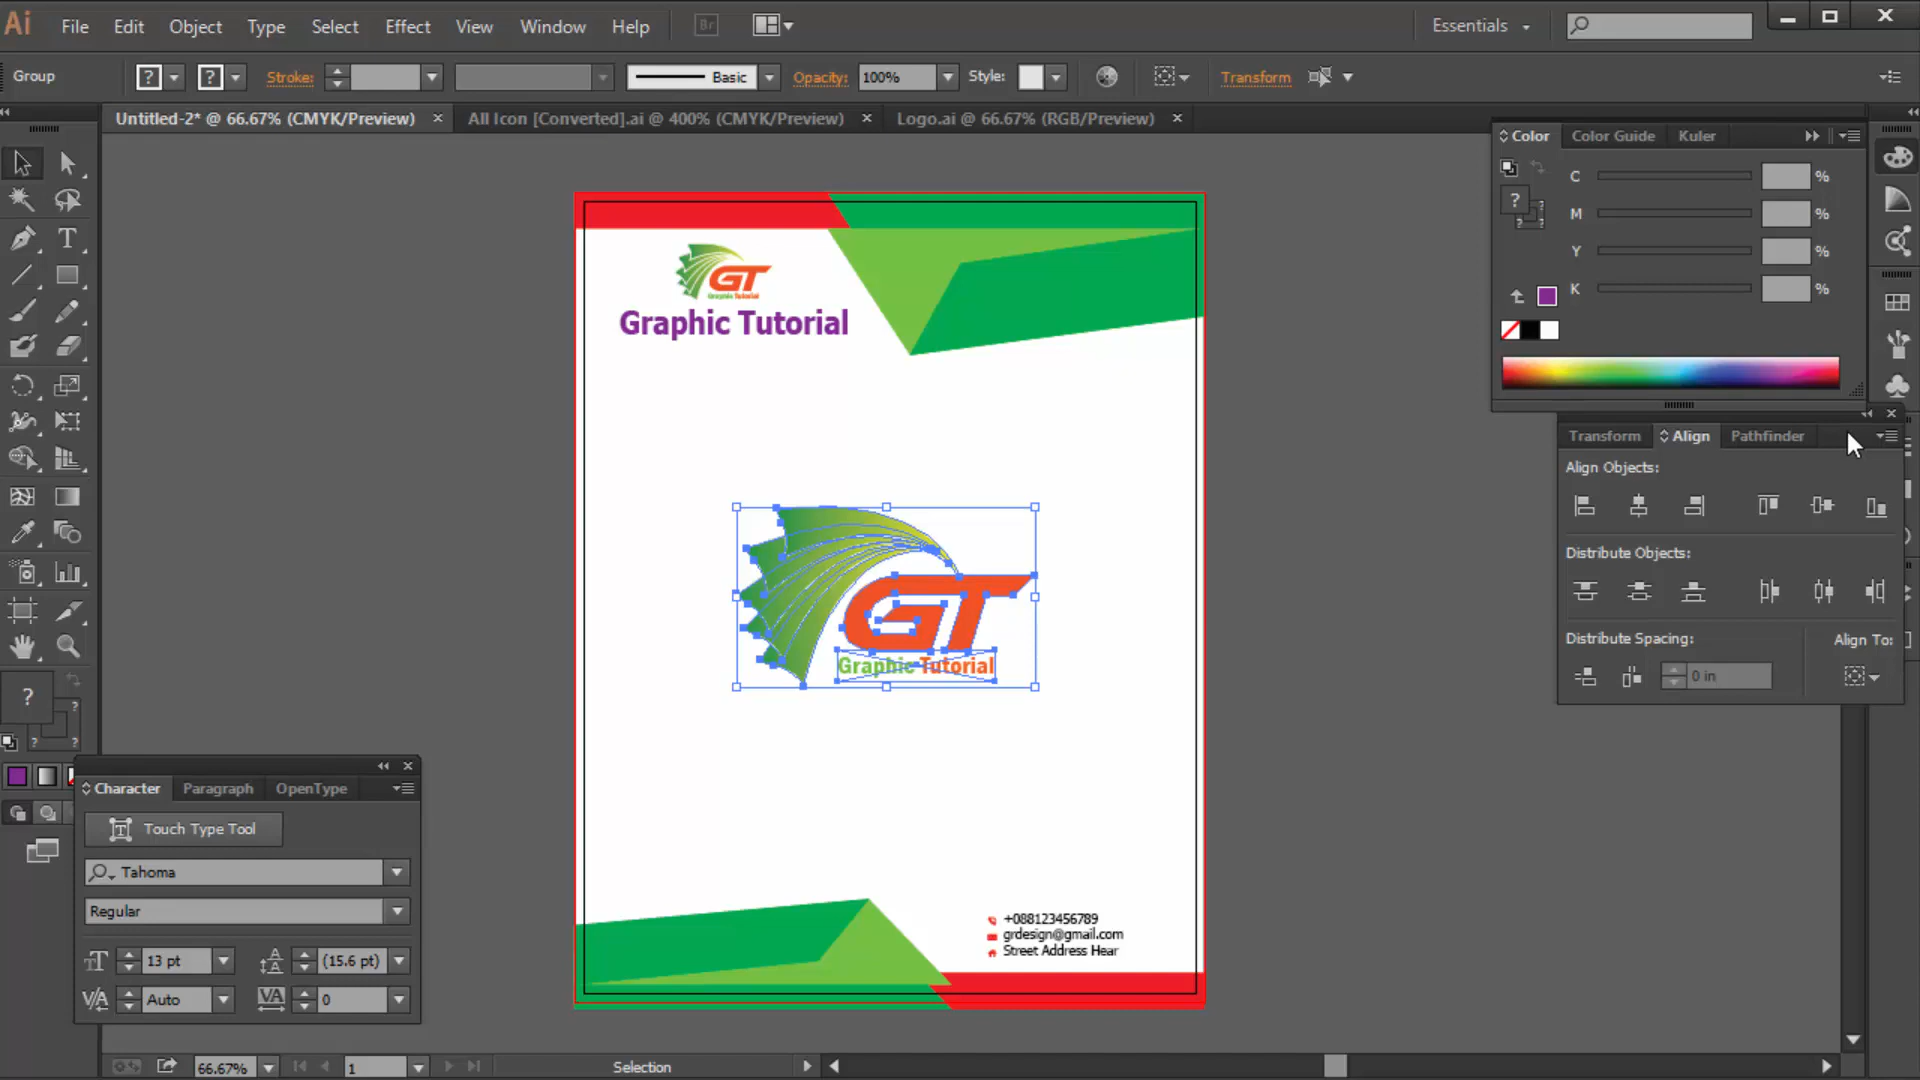 Ai File Edit Object Type Select Effect View Window Help Br Essentials
Group ? ? Stroke: Basic Opacity: 100% Style: Transform
Untitled-2* @ 66.67% (CMYK/Preview) × All Icon [Converted].ai @ 400% (CMYK/Preview) × Logo.ai @ 66.67% (RGB/Preview) ×
Color Color Guide Kuler
C %
M %
Y %
K %
GT
Graphic Tutorial
Graphic Tutorial
Transform Align Pathfinder
Align Objects:
Distribute Objects:
Distribute Spacing: Align To:
0 in
GT
Graphic Tutorial
Character Paragraph OpenType
Touch Type Tool
Tahoma
Regular
13 pt (15.6 pt)
Auto 0
+088123456789
grdesign@gmail.com
Street Address Hear
66.67% 1 Selection